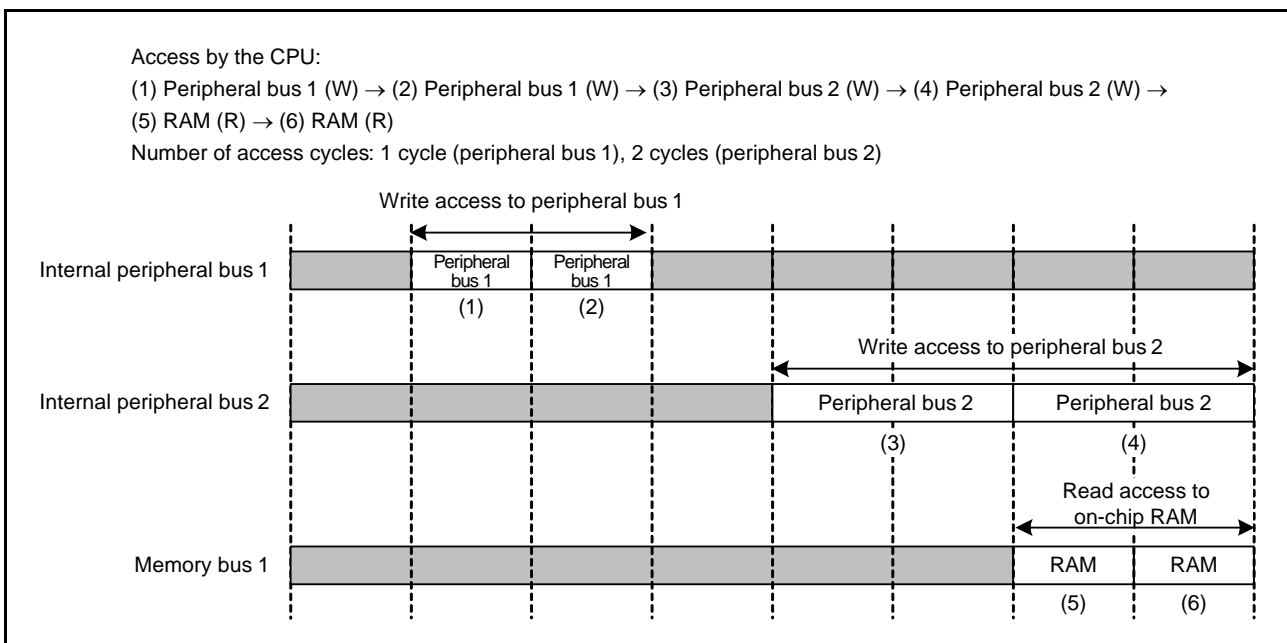 Access by the CPU:
(1) Peripheral bus 1 (W) → (2) Peripheral bus 1 (W) → (3) Peripheral bus 2 (W) → (4) Peripheral bus 2 (W) →
(5) RAM (R) → (6) RAM (R)
Number of access cycles: 1 cycle (peripheral bus 1), 2 cycles (peripheral bus 2)
Write access to peripheral bus 1
Internal peripheral bus 1
Peripheral
bus 1
Peripheral
bus 1
(1)
(2)
Write access to peripheral bus 2
Internal peripheral bus 2
Peripheral bus 2
Peripheral bus 2
(3)
(4)
Read access to
on-chip RAM
Memory bus 1
RAM
RAM
(5)
(6)